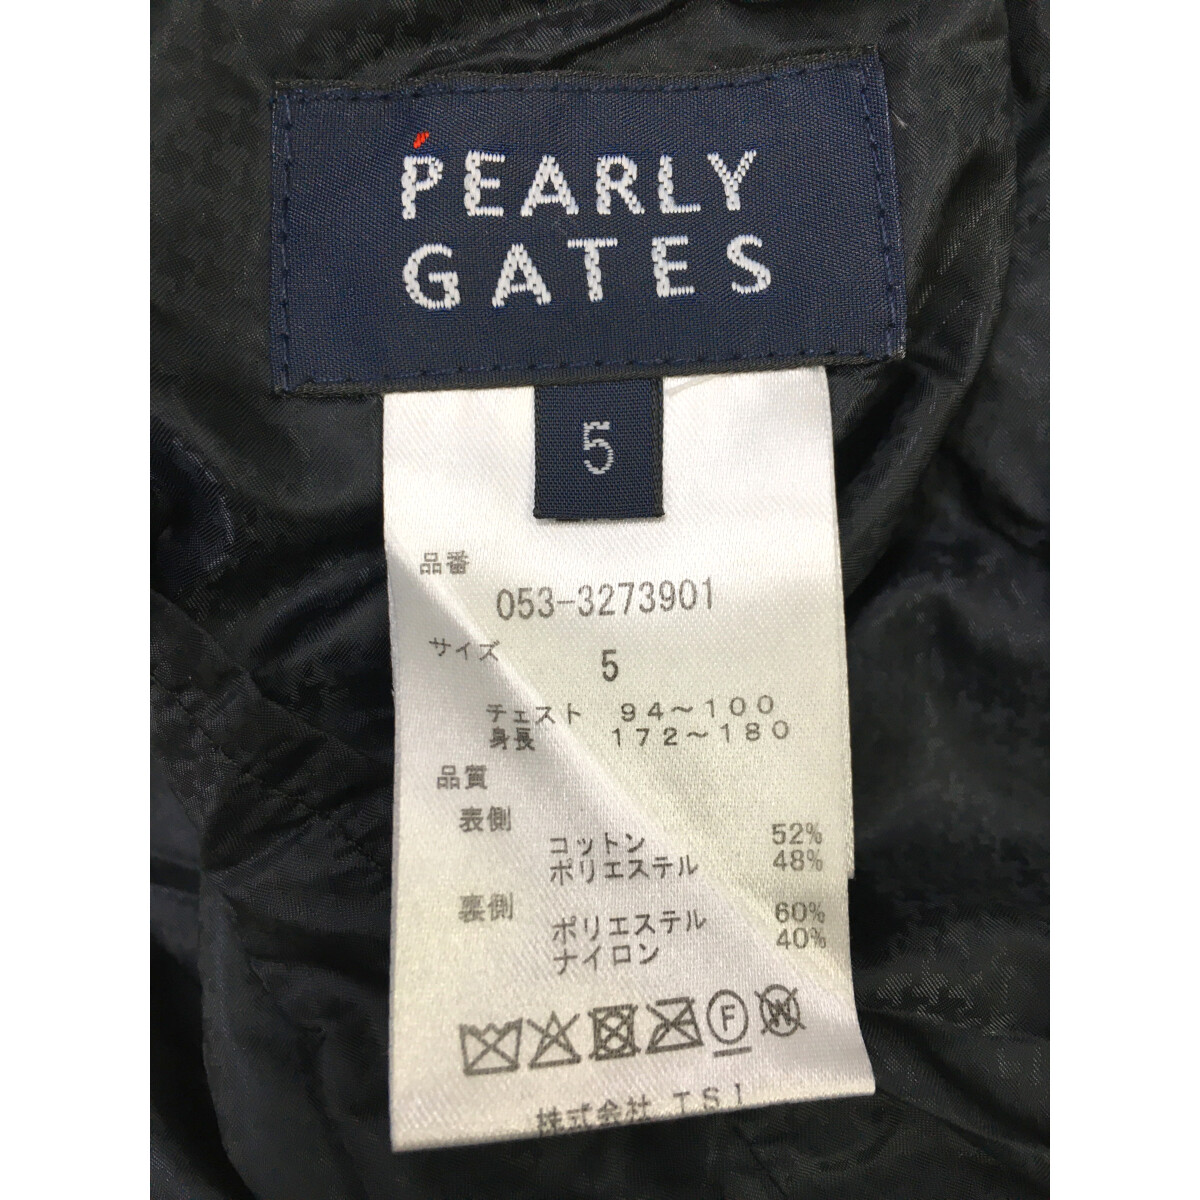 PEARLY
GATES
5
品番
053-3273901
サイズ
5
チェスト 94～100
身長 172～180
品質
表側
コットン 52%
ポリエステル 48%
裏側
ポリエステル 60%
ナイロン 40%
F W
株式会社 TSI